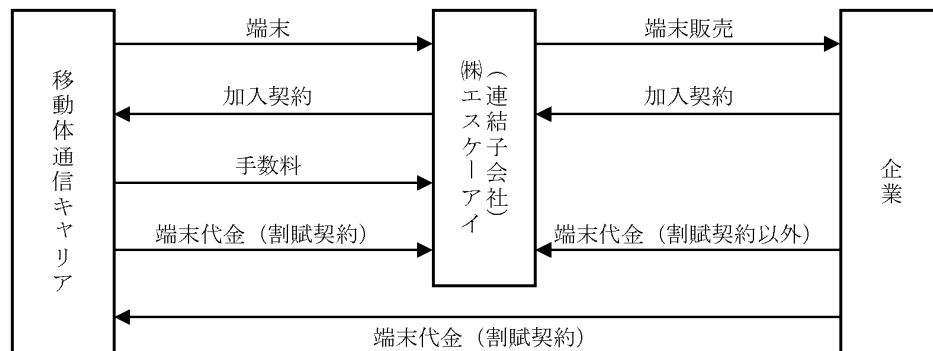 移動体通信キャリア
端末
加入契約
手数料
端末代金（割賦契約）
㈱エスケーアイ
（連結子会社）
端末販売
加入契約
端末代金（割賦契約以外）
企業
端末代金（割賦契約）